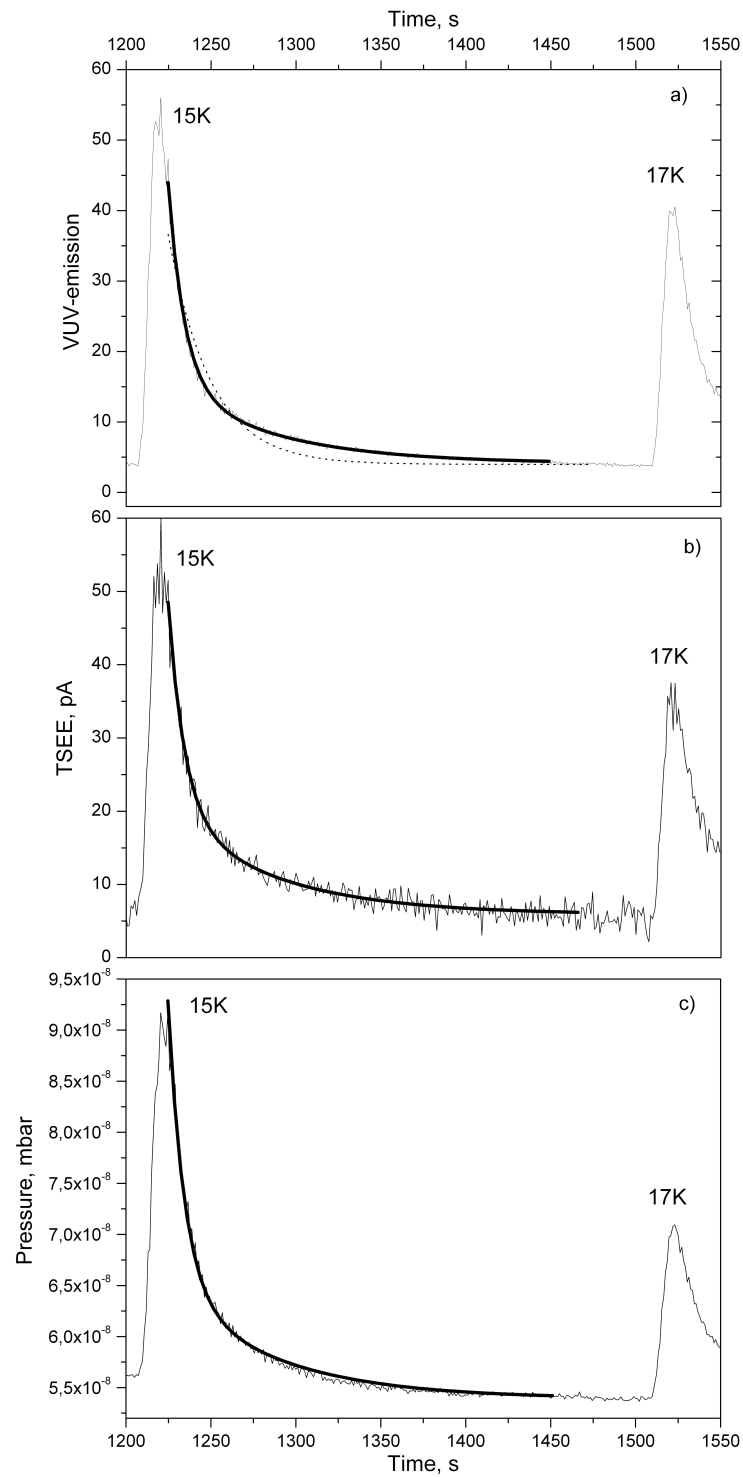 Time, s
1200 1250 1300 1350 1400 1450 1500 1550
60
a)
15K
50
17K
40
VUV-emission
30
20
10
0
60
b)
15K
50
17K
40
TSEE, pA
30
20
10
0
9,5x10⁻⁸
15K
c)
9,0x10⁻⁸
8,5x10⁻⁸
8,0x10⁻⁸
Pressure, mbar
7,5x10⁻⁸
17K
7,0x10⁻⁸
6,5x10⁻⁸
6,0x10⁻⁸
5,5x10⁻⁸
1200 1250 1300 1350 1400 1450 1500 1550
Time, s